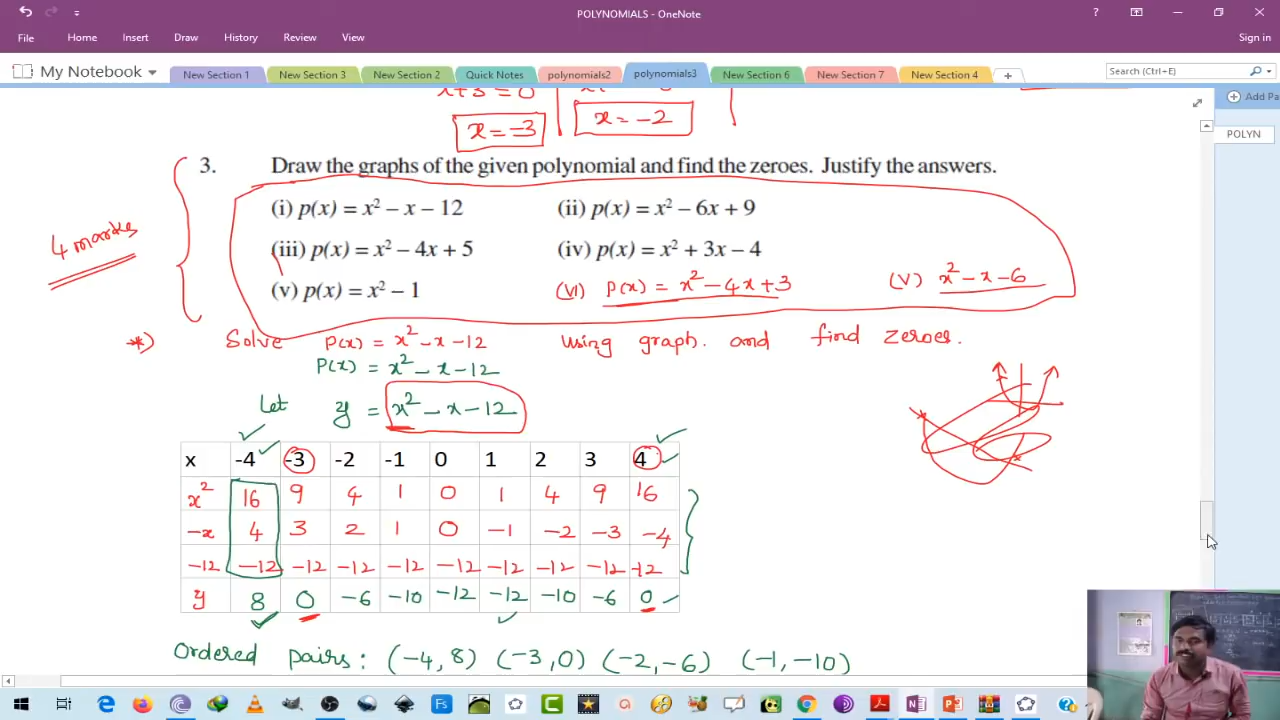 POLYNOMIALS - OneNote
?
File Home Insert Draw History Review View
Sign in
My Notebook
New Section 1 New Section 3 New Section 2 Quick Notes polynomials2 polynomials3 New Section 6 New Section 7 New Section 4 +
Search (Ctrl+E)
Add Pa
POLYN
x+3 = 0
x = -3 x = -2
3. Draw the graphs of the given polynomial and find the zeroes. Justify the answers.
(i) p(x) = x² – x – 12 (ii) p(x) = x² – 6x + 9
4 marks
(iii) p(x) = x² – 4x + 5 (iv) p(x) = x² + 3x – 4
(v) p(x) = x² – 1 (VI) P(x) = x² - 4x + 3 (V) x² - x - 6
*) Solve P(x) = x² - x - 12 using graph. and find zeroes.
P(x) = x² - x - 12
Let y = x² - x - 12
x -4 -3 -2 -1 0 1 2 3 4
x² 16 9 4 1 0 1 4 9 16
-x 4 3 2 1 0 -1 -2 -3 -4
-12 -12 -12 -12 -12 -12 -12 -12 -12 -12
y 8 0 -6 -10 -12 -12 -10 -6 0
Ordered pairs : (-4, 8) (-3, 0) (-2, -6) (-1, -10)